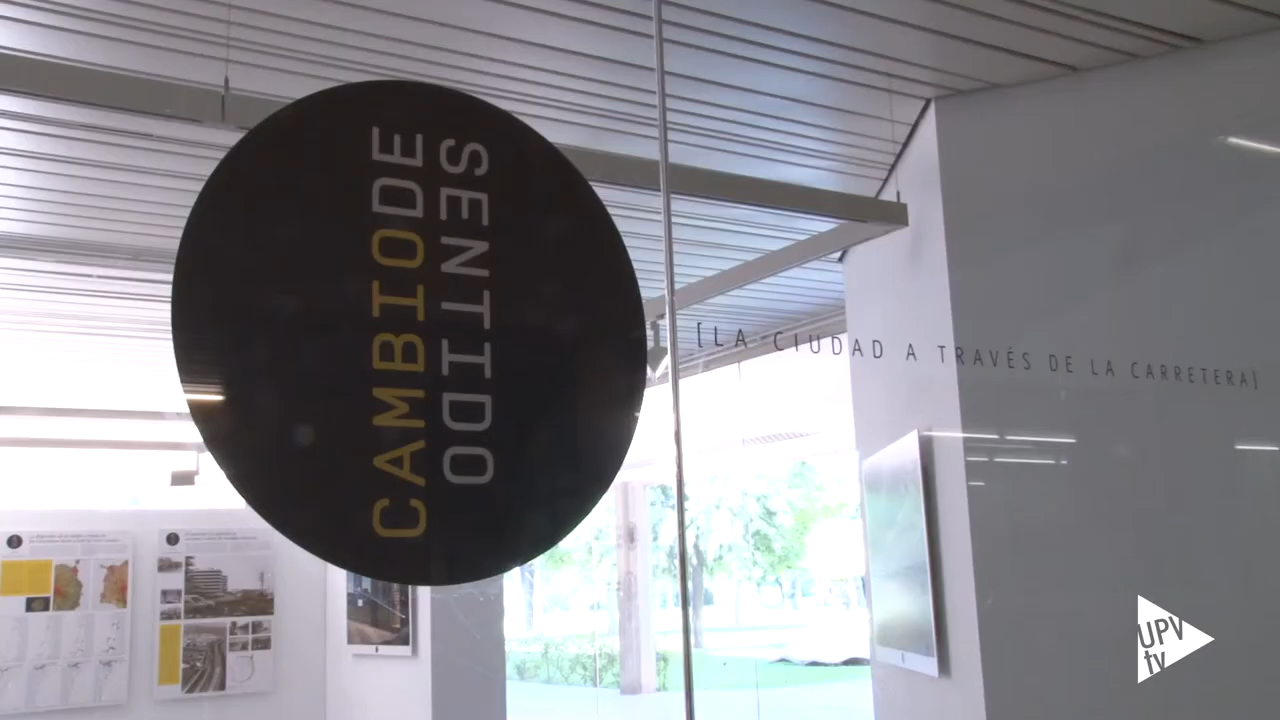 CAMBIODE
SENTIDO
[LA CIUDAD A TRAVÉS DE LA CARRETERA]
UPV
tv